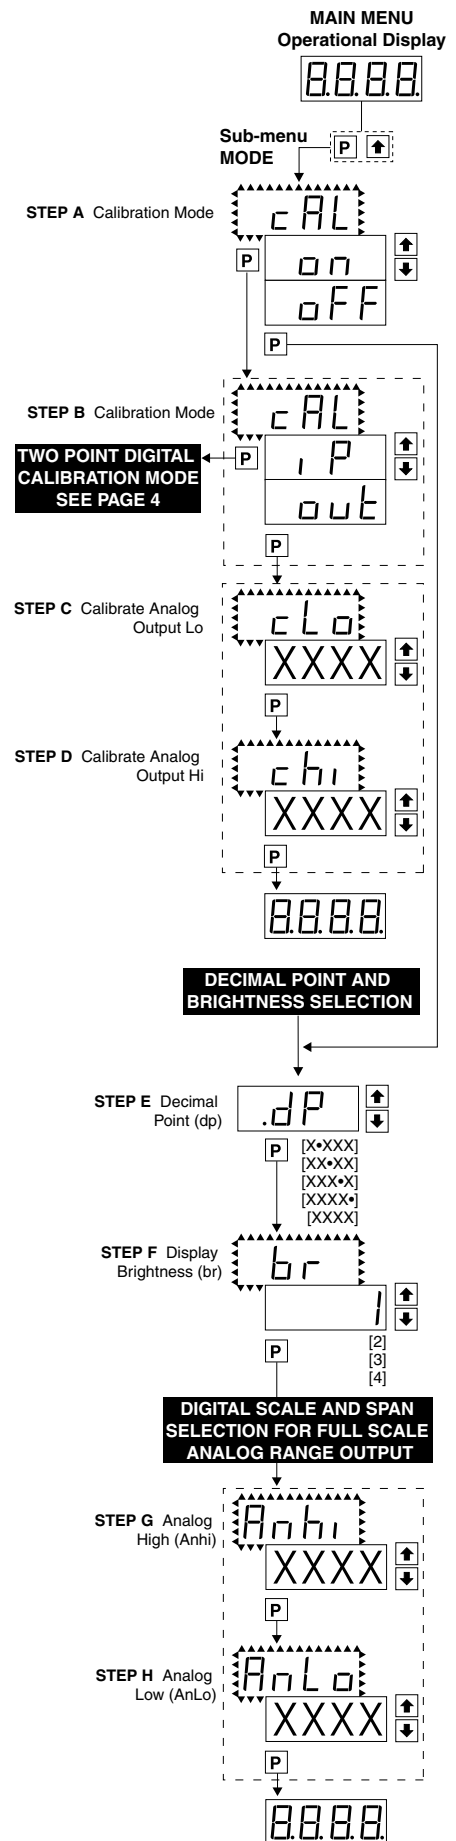 MAIN MENU
Operational Display
8.8.8.8.
Sub-menu
MODE
P
STEP A Calibration Mode
cAL
P
on
oFF
P
STEP B Calibration Mode
cAL
TWO POINT DIGITAL
CALIBRATION MODE
SEE PAGE 4
P
iP
out
P
STEP C Calibrate Analog
Output Lo
cLo
XXXX
P
STEP D Calibrate Analog
Output Hi
chi
XXXX
P
8.8.8.8.
DECIMAL POINT AND
BRIGHTNESS SELECTION
STEP E Decimal
Point (dp)
.dP
P
[X•XXX]
[XX•XX]
[XXX•X]
[XXXX•]
[XXXX]
STEP F Display
Brightness (br)
br
1
P
[2]
[3]
[4]
DIGITAL SCALE AND SPAN
SELECTION FOR FULL SCALE
ANALOG RANGE OUTPUT
STEP G Analog
High (Anhi)
Anhi
XXXX
P
STEP H Analog
Low (AnLo)
AnLo
XXXX
P
8.8.8.8.